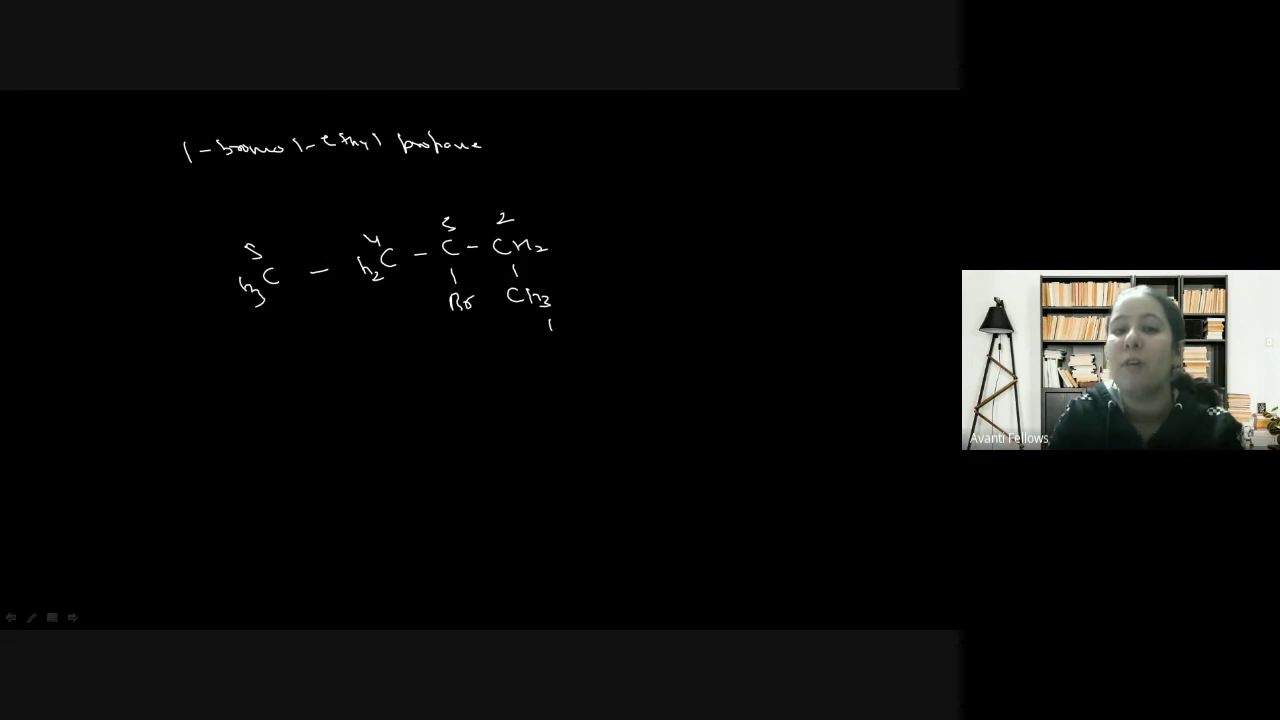 1-bromo 1-ethyl propane
5 4 3 2
H3C - H2C - C - CH2
Br CH3
1
Avanti Fellows